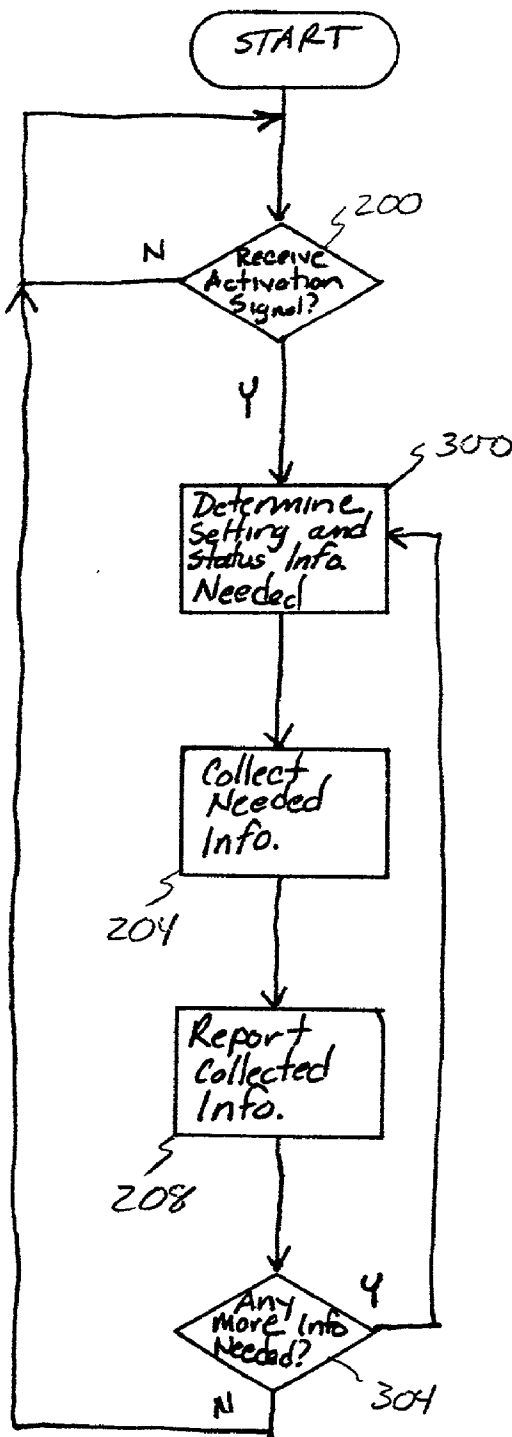 START
200
N
Receive
Activation
Signal?
Y
300
Determine
Setting and
Status Info.
Needed
Collect
Needed
Info.
204
Report
Collected
Info.
208
Any
More Info
Needed?
Y
304
N